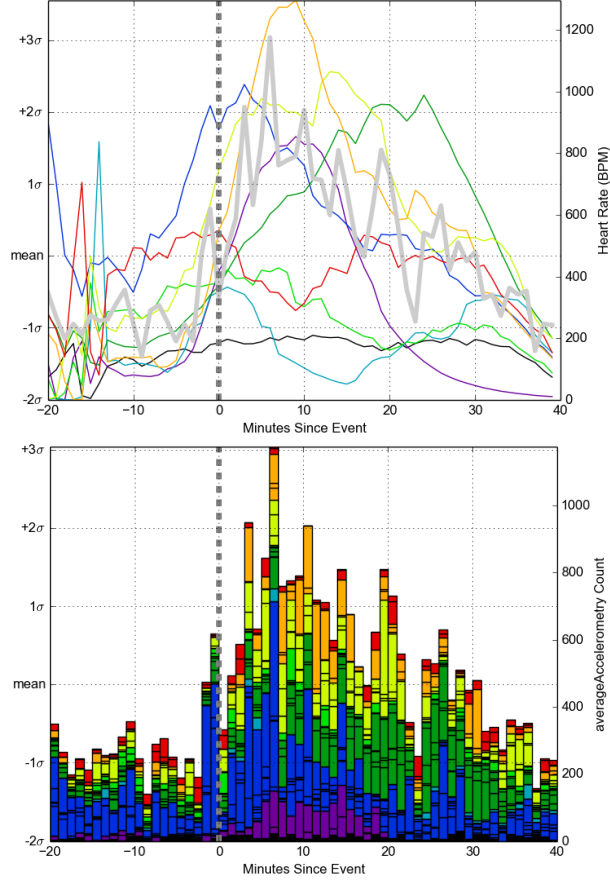 +3σ
+2σ
1σ
mean
−1σ
−2σ
1200
1000
800
600
400
200
0
Heart Rate (BPM)
−20 −10 0 10 20 30 40
Minutes Since Event
+3σ
+2σ
1σ
mean
−1σ
−2σ
1000
800
600
400
200
0
averageAccelerometry Count
−20 −10 0 10 20 30 40
Minutes Since Event